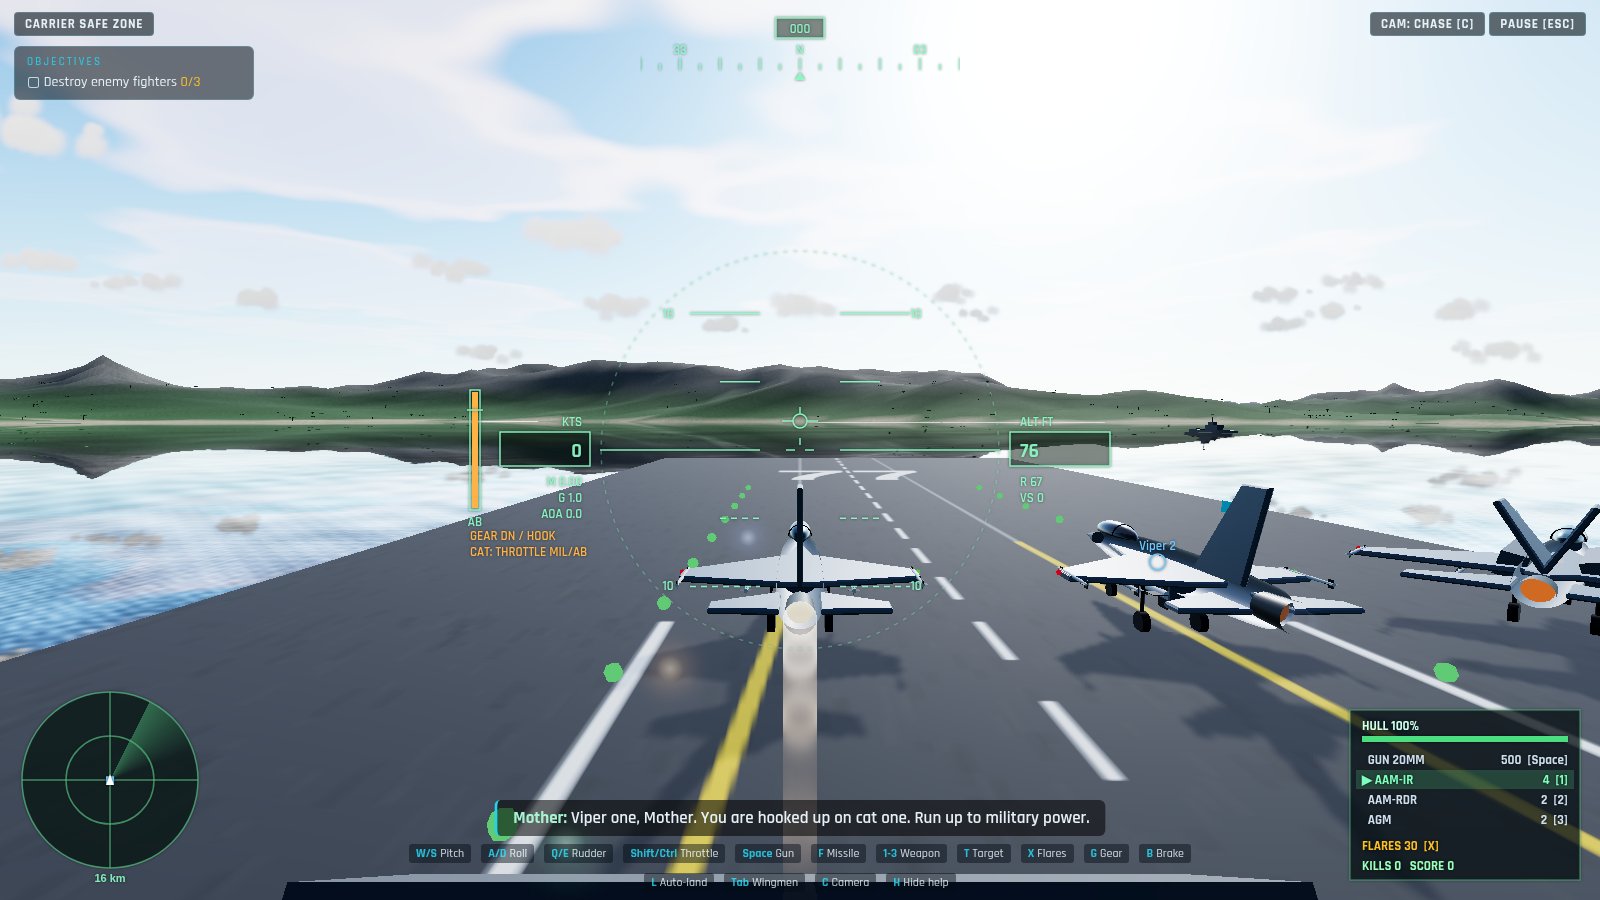 CARRIER SAFE ZONE
OBJECTIVES
Destroy enemy fighters 0/3
000
33 N 03
CAM: CHASE [C] PAUSE [ESC]
10 10
KTS
0
G 1.0
AOA 0.0
AB
GEAR DN / HOOK
CAT: THROTTLE MIL/AB
ALT FT
76
R 67
VS 0
10 10
Viper 2
16 km
Mother: Viper one, Mother. You are hooked up on cat one. Run up to military power.
W/S Pitch A/D Roll Q/E Rudder Shift/Ctrl Throttle Space Gun F Missile 1-3 Weapon T Target X Flares G Gear B Brake
L Auto-land Tab Wingmen C Camera H Hide help
HULL 100%
GUN 20MM 500 [Space]
▶ AAM-IR 4 [1]
AAM-RDR 2 [2]
AGM 2 [3]
FLARES 30 [X]
KILLS 0 SCORE 0